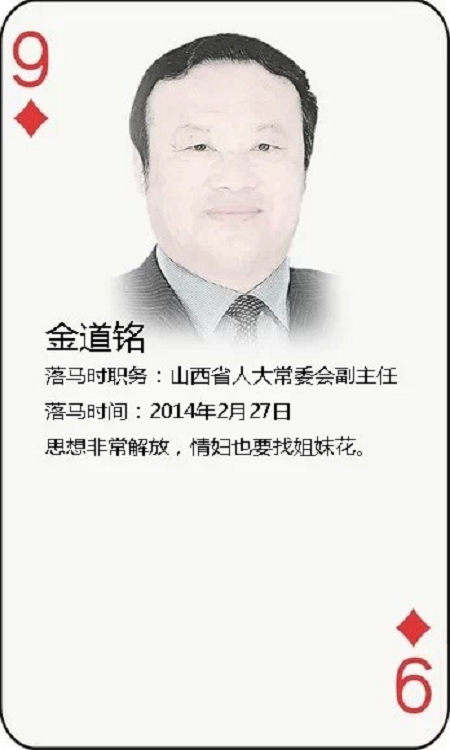 9
金道铭
落马时职务：山西省人大常委会副主任
落马时间：2014年2月27日
思想非常解放，情妇也要找姐妹花。
9